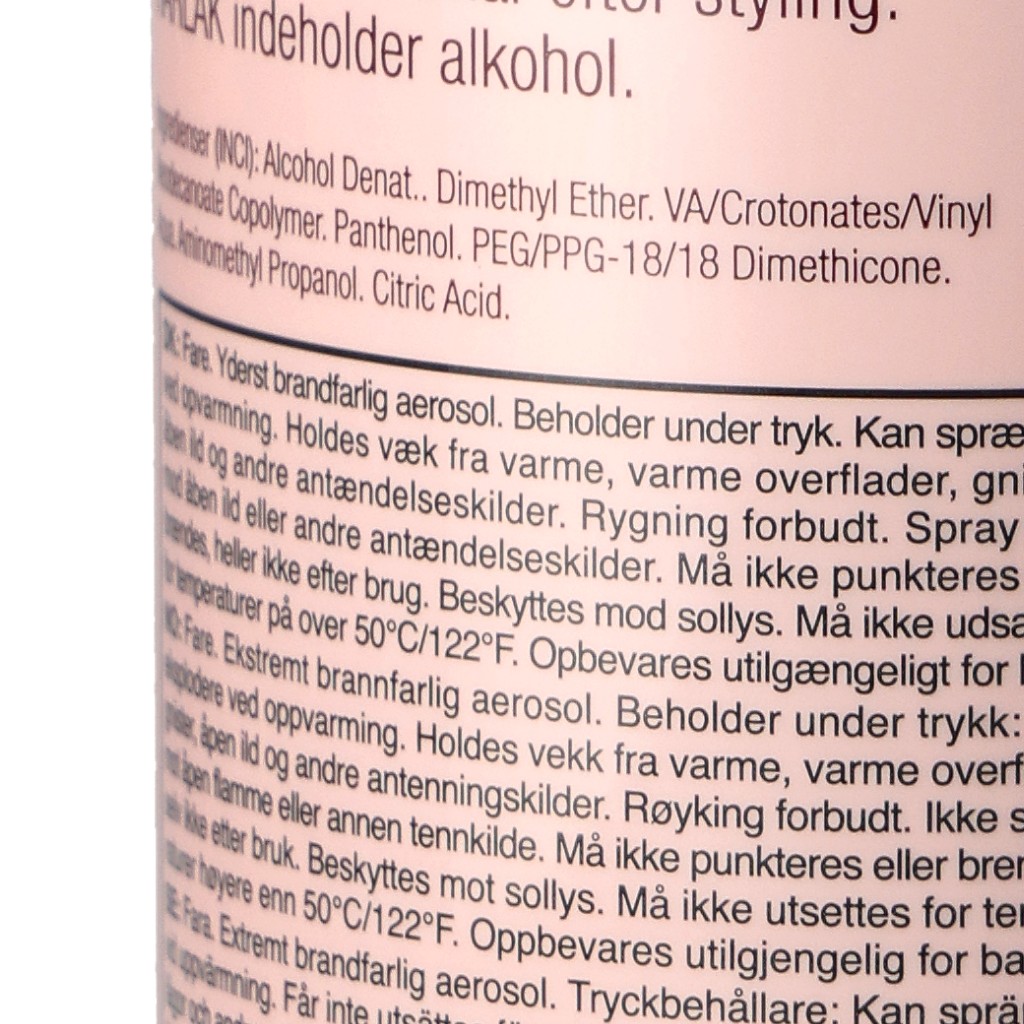 efter styling.
indeholder alkohol.
(INCI): Alcohol Denat.. Dimethyl Ether. VA/Crotonates/Vinyl
Copolymer. Panthenol. PEG/PPG-18/18 Dimethicone.
Aminomethyl Propanol. Citric Acid.
DK: Fare. Yderst brandfarlig aerosol. Beholder under tryk. Kan spræ
ved opvarmning. Holdes væk fra varme, varme overflader, gni
åben ild og andre antændelseskilder. Rygning forbudt. Spray
mod åben ild eller andre antændelseskilder. Må ikke punkteres
heller ikke efter brug. Beskyttes mod sollys. Må ikke udsæ
for temperaturer på over 50°C/122°F. Opbevares utilgængeligt for
NO: Fare. Ekstremt brannfarlig aerosol. Beholder under trykk:
eksplodere ved oppvarming. Holdes vekk fra varme, varme overf
gnister, åpen ild og andre antenningskilder. Røyking forbudt. Ikke s
mot åpen flamme eller annen tennkilde. Må ikke punkteres eller bren
ikke etter bruk. Beskyttes mot sollys. Må ikke utsettes for te
høyere enn 50°C/122°F. Oppbevares utilgjengelig for ba
SE: Fara. Extremt brandfarlig aerosol. Tryckbehållare: Kan sprä
uppvärmning. Får inte
och